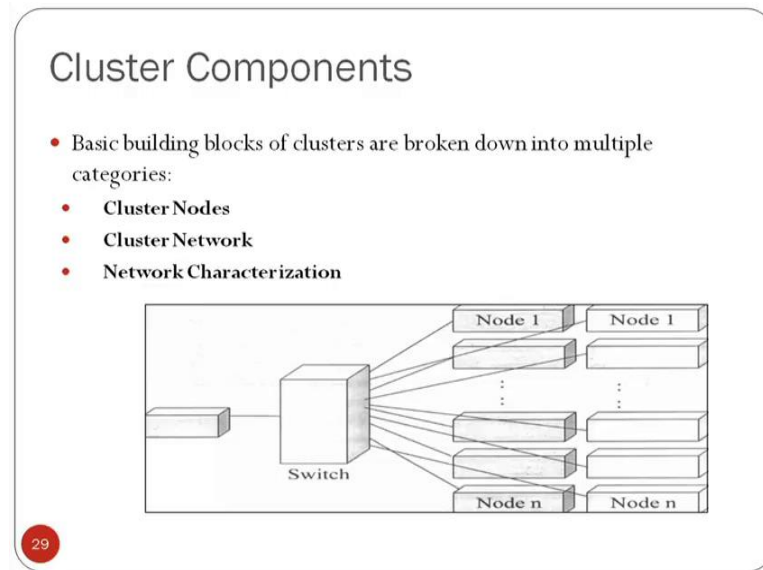 Cluster Components
• Basic building blocks of clusters are broken down into multiple
categories:
• Cluster Nodes
• Cluster Network
• Network Characterization
Node 1 Node 1
Switch
Node n Node n
29